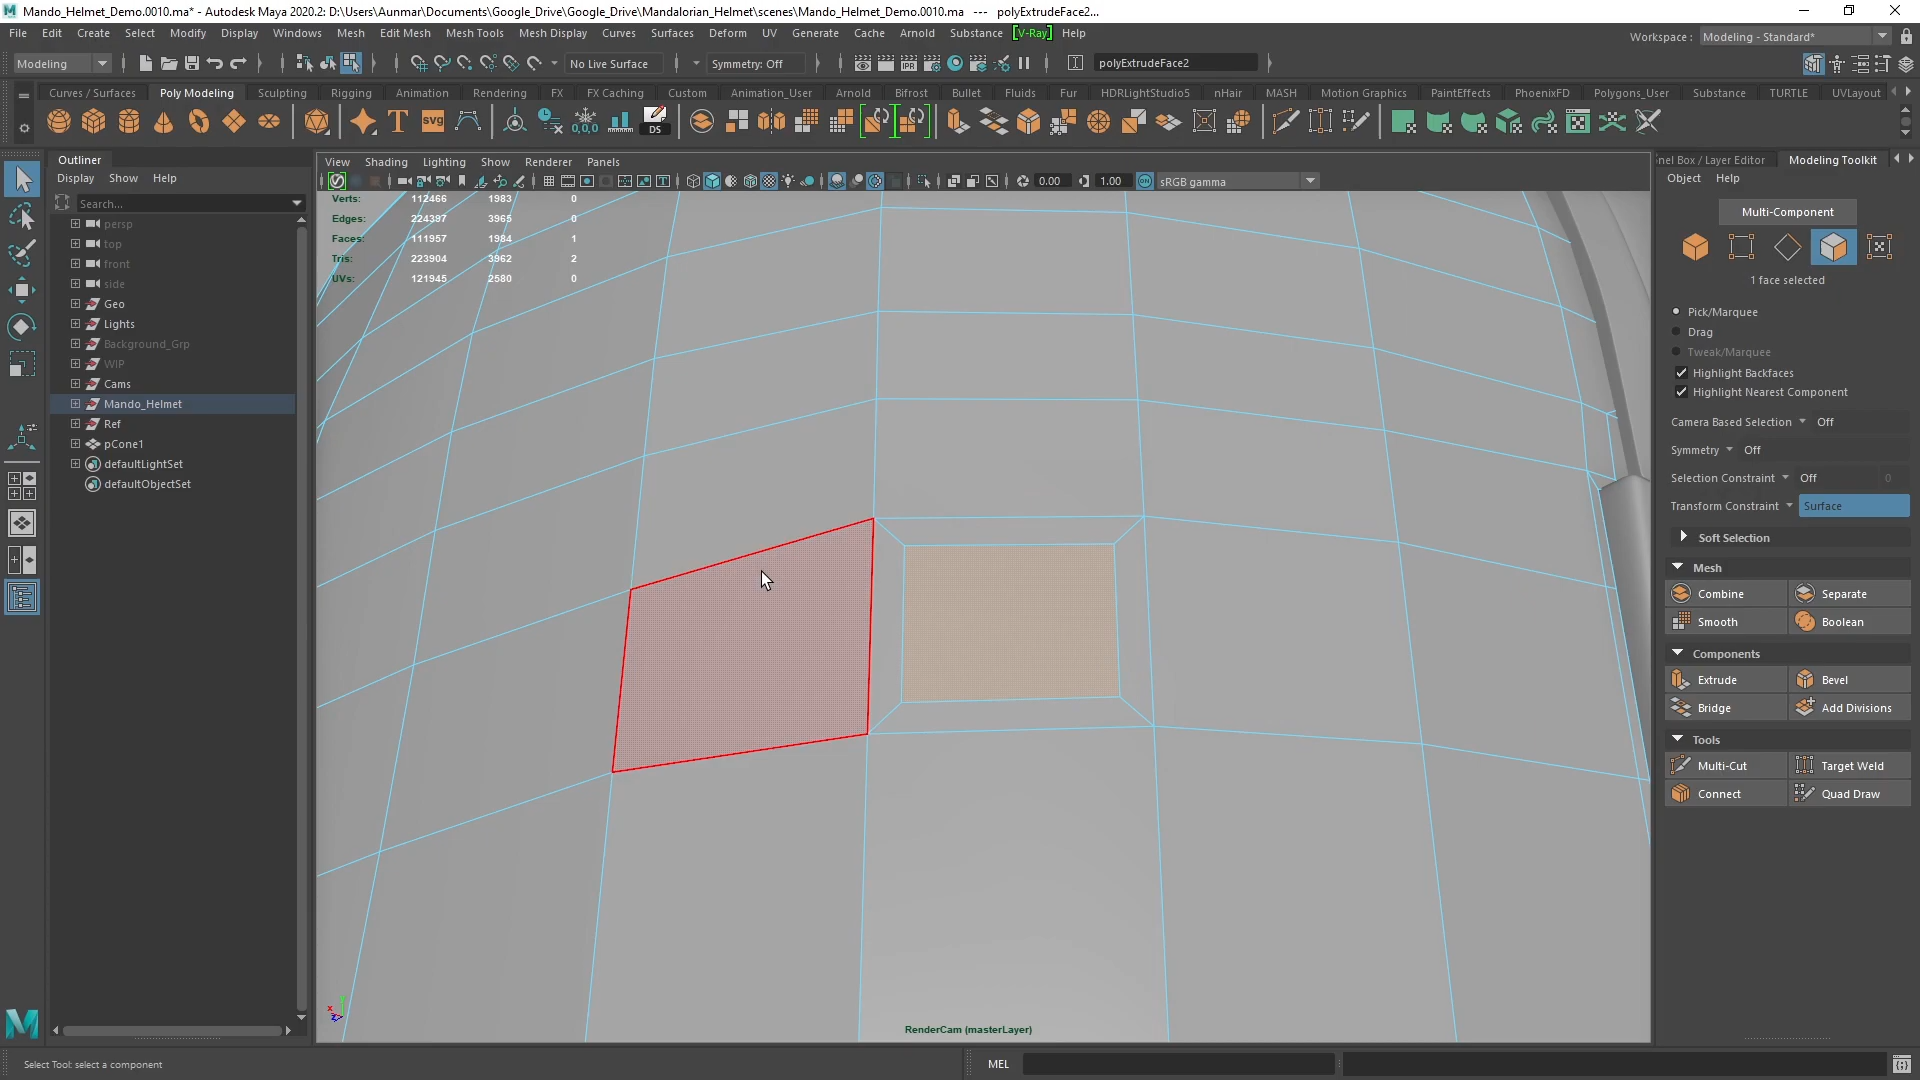 Mando_Helmet_Demo.0010.ma* - Autodesk Maya 2020.2: D:\Users\Aunmar\Documents\Google_Drive\Google_Drive\Mandalorian_Helmet\scenes\Mando_Helmet_Demo.0010.ma --- polyExtrudeFace2...
File Edit Create Select Modify Display Windows Mesh Edit Mesh Mesh Tools Mesh Display Curves Surfaces Deform UV Generate Cache Arnold Substance [V-Ray] Help
Workspace : Modeling - Standard*
Modeling
No Live Surface
Symmetry: Off
polyExtrudeFace2
Curves / Surfaces Poly Modeling Sculpting Rigging Animation Rendering FX FX Caching Custom Animation_User Arnold Bifrost Bullet Fluids Fur HDRLightStudio5 nHair MASH Motion Graphics PaintEffects PhoenixFD Polygons_User Substance TURTLE UVLayout
T SVG 0,0,0 DS
Outliner
Display Show Help
Search...
persp
top
front
side
Geo
Lights
Background_Grp
WIP
Cams
Mando_Helmet
Ref
pCone1
defaultLightSet
defaultObjectSet
View Shading Lighting Show Renderer Panels
0.00 1.00 ON sRGB gamma
Verts: 112466 1983 0
Edges: 224397 3965 0
Faces: 111957 1984 1
Tris: 223904 3962 2
UVs: 121945 2580 0
RenderCam (masterLayer)
nel Box / Layer Editor Modeling Toolkit
Object Help
Multi-Component
1 face selected
Pick/Marquee
Drag
Tweak/Marquee
Highlight Backfaces
Highlight Nearest Component
Camera Based Selection Off
Symmetry Off
Selection Constraint Off 0
Transform Constraint Surface
Soft Selection
Mesh
Combine Separate
Smooth Boolean
Components
Extrude Bevel
Bridge Add Divisions
Tools
Multi-Cut Target Weld
Connect Quad Draw
Select Tool: select a component
MEL